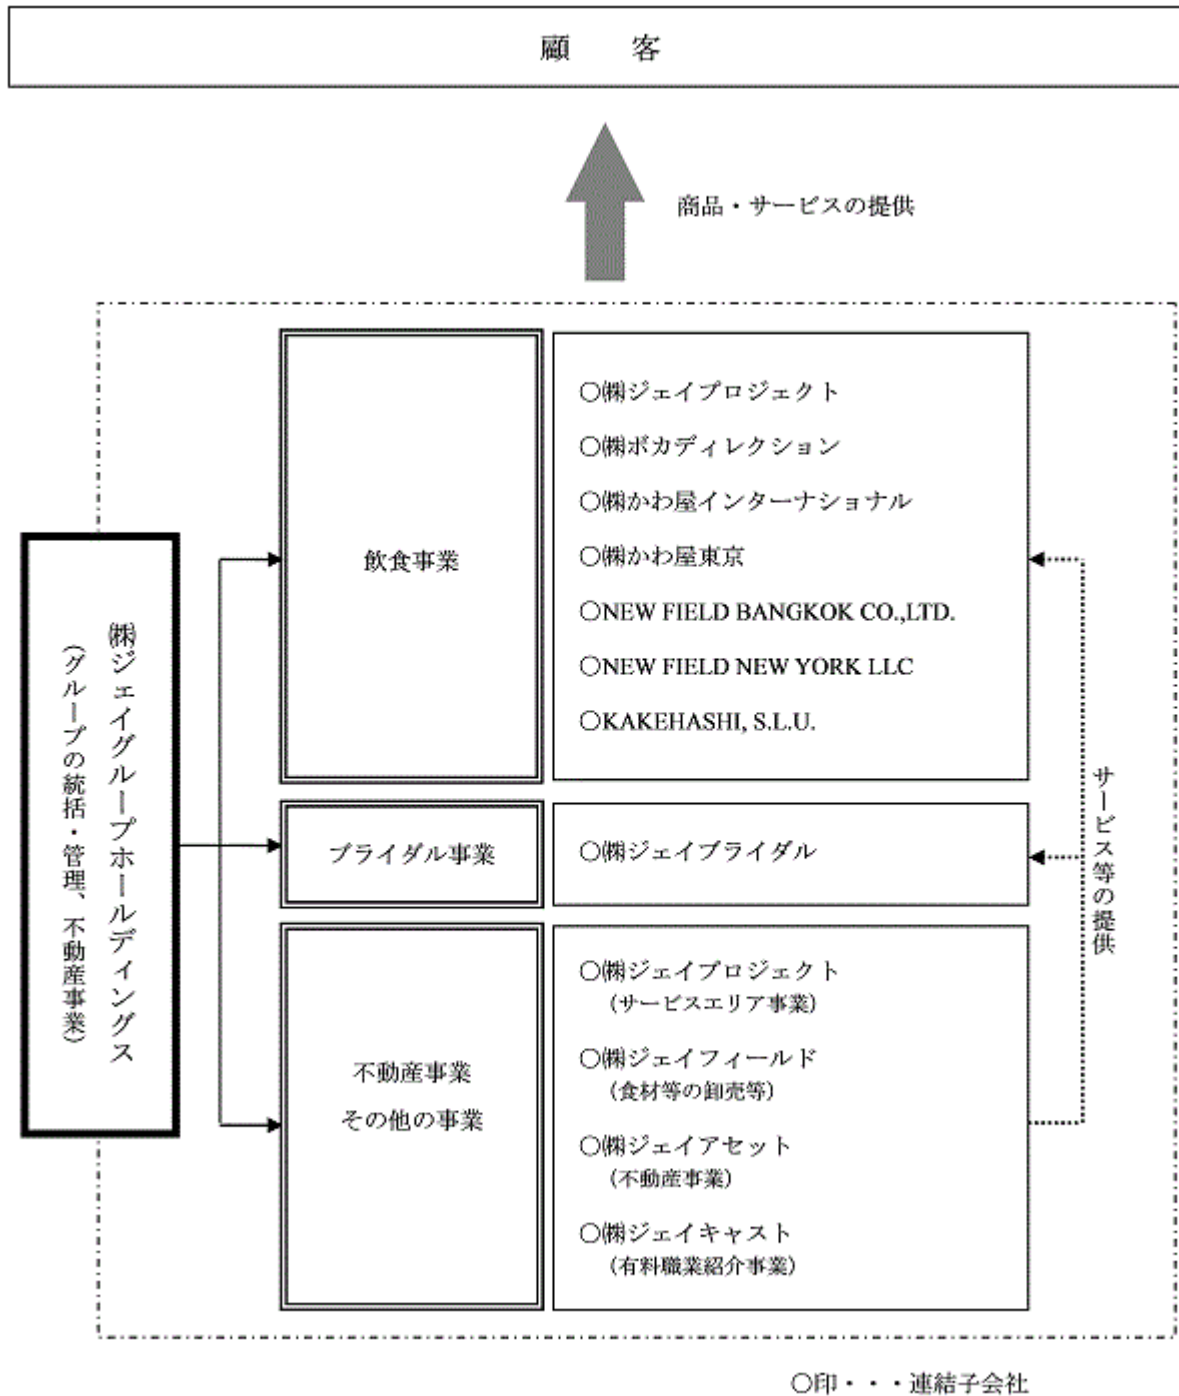 顧　客
商品・サービスの提供
㈱ジェイグループホールディングス
(グループの統括・管理、不動産事業)
飲食事業
○㈱ジェイプロジェクト
○㈱ボカディレクション
○㈱かわ屋インターナショナル
○㈱かわ屋東京
○NEW FIELD BANGKOK CO.,LTD.
○NEW FIELD NEW YORK LLC
○KAKEHASHI, S.L.U.
ブライダル事業
○㈱ジェイブライダル
不動産事業
その他の事業
○㈱ジェイプロジェクト
(サービスエリア事業)
○㈱ジェイフィールド
(食材等の卸売等)
○㈱ジェイアセット
(不動産事業)
○㈱ジェイキャスト
(有料職業紹介事業)
サービス等の提供
○印・・・連結子会社